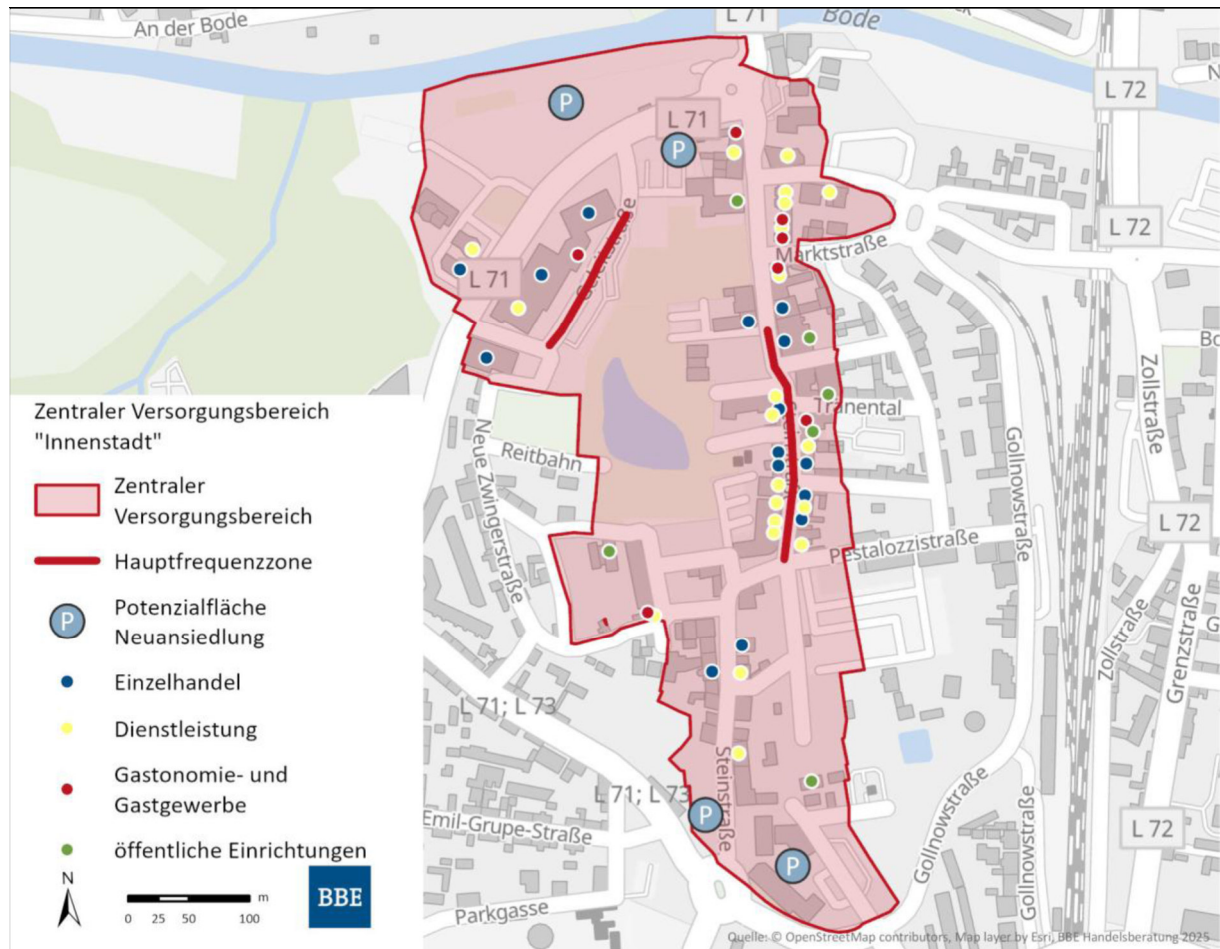 An der Bode
L 71
Bode
L 72
N
P
L 71
P
L 72
Marktstraße
L 71
Bo
Zollstraße
Tränental
Gollnowstraße
Reitbahn
Neue Zwingerstraße
L 72
Pestalozzistraße
Zollstraße
Grenzstraße
G
L 71; L 73
Steinstraße
L 71; L 73
P
Emil-Grupe-Straße
P
L 72
Gollnowstraße
Gollnowstraße
Parkgasse
Zentraler Versorgungsbereich
"Innenstadt"
Zentraler
Versorgungsbereich
Hauptfrequenzzone
P
Potenzialfläche
Neuansiedlung
Einzelhandel
Dienstleistung
Gastonomie- und
Gastgewerbe
öffentliche Einrichtungen
N
0 25 50 100 m
BBE
Quelle: © OpenStreetMap contributors, Map layer by Esri, BBE Handelsberatung 2025